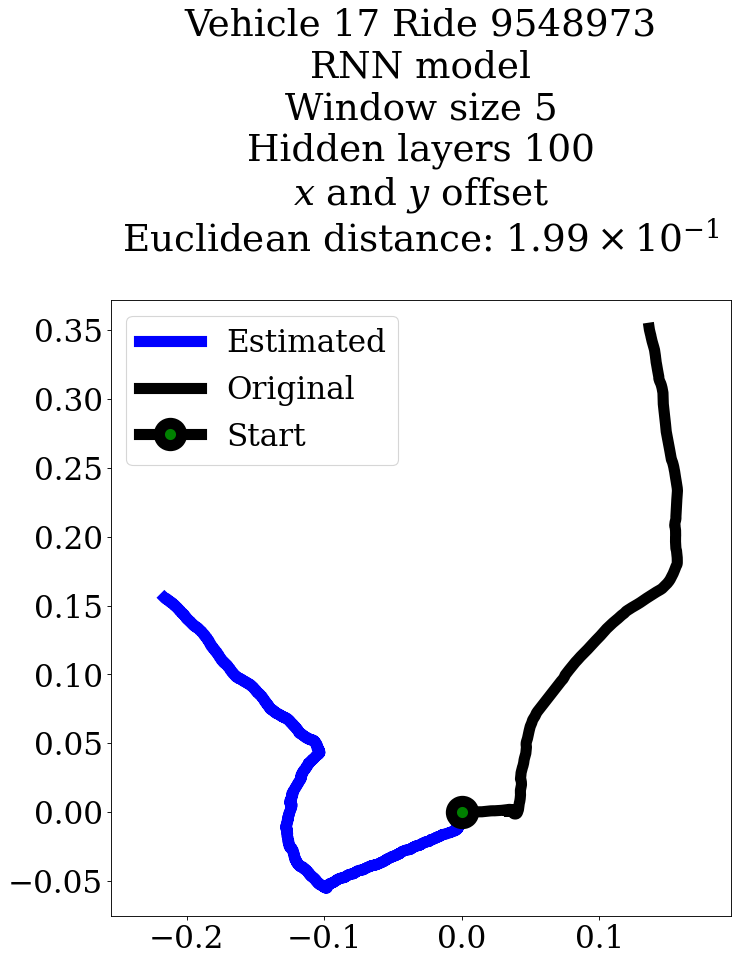 Vehicle 17 Ride 9548973
RNN model
Window size 5
Hidden layers 100
x and y offset
Euclidean distance: 1.99 × 10⁻¹
Estimated
Original
Start
0.35
0.30
0.25
0.20
0.15
0.10
0.05
0.00
−0.05
−0.2 −0.1 0.0 0.1